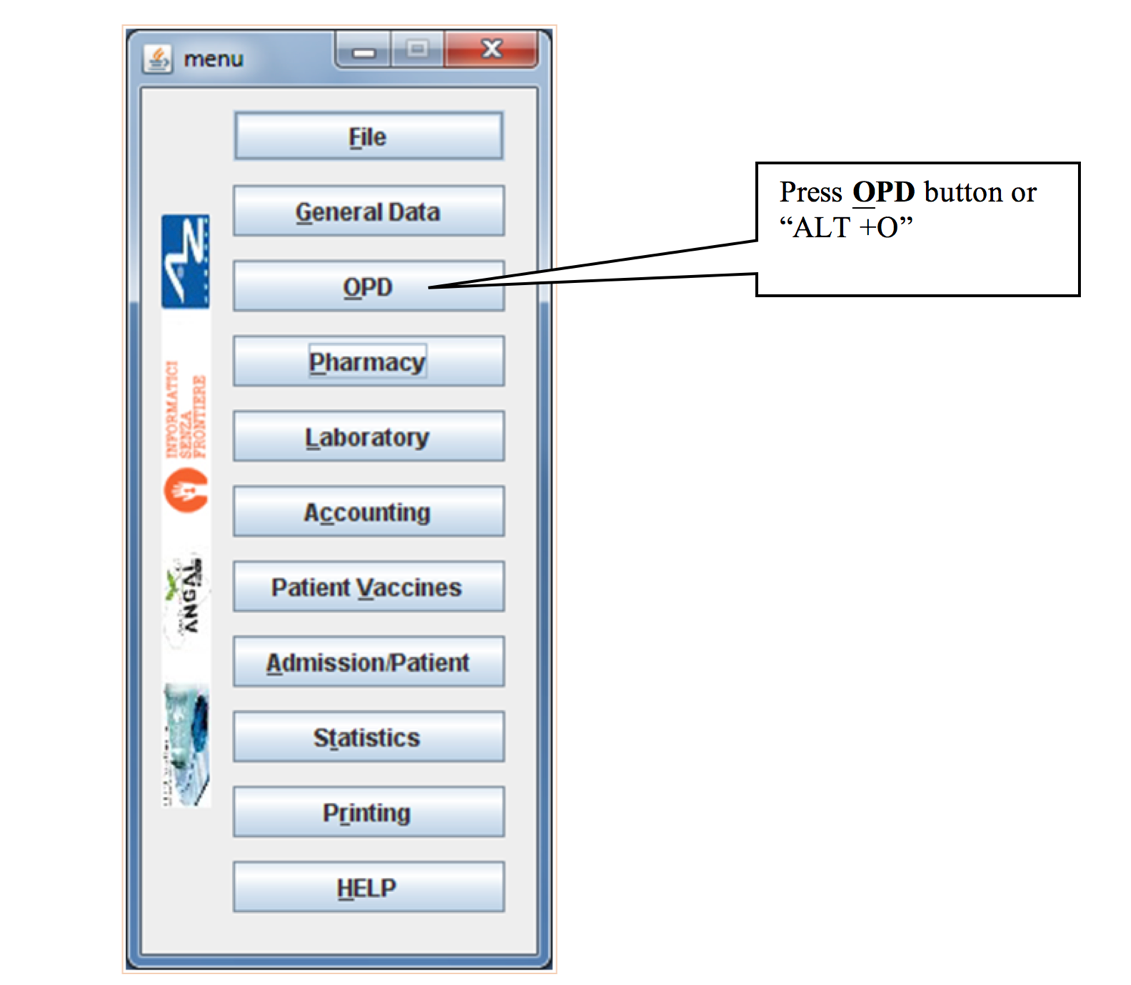 menu
File
General Data
OPD
Pharmacy
Laboratory
Accounting
Patient Vaccines
Admission/Patient
Statistics
Printing
HELP
INFORMATICI
SENZA
FRONTIERE
ANGAL
Press OPD button or
“ALT +O”